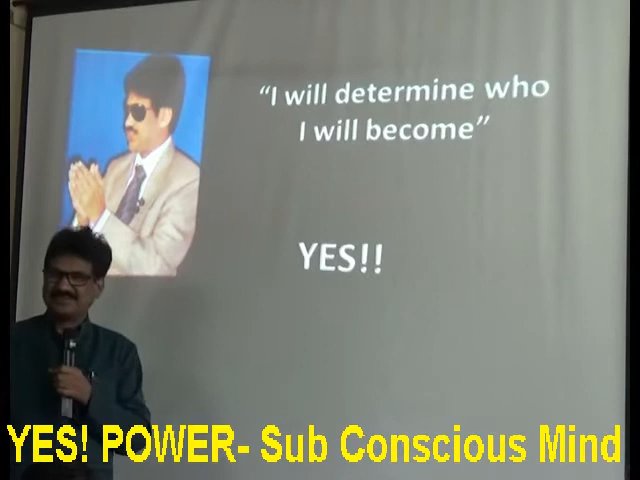 “I will determine who
I will become”
YES!!
YES! POWER- Sub Conscious Mind